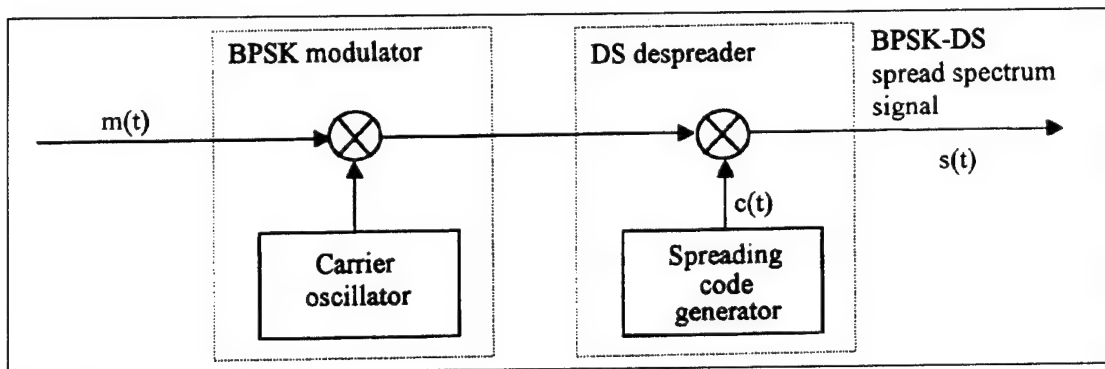 BPSK modulator
DS despreader
BPSK-DS
spread spectrum
signal
m(t)
s(t)
c(t)
Carrier
oscillator
Spreading
code
generator